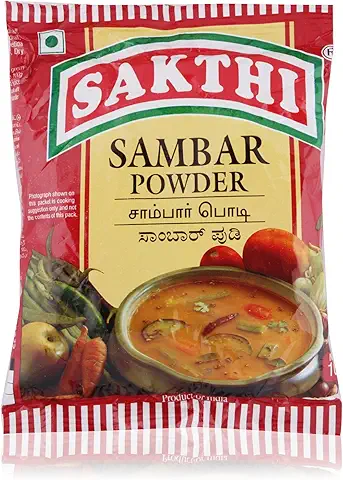 SAKTHI
SAMBAR
POWDER
சாம்பார் பொடி
ಸಾಂಬಾರ್ ಪುಡಿ
Photograph shown on
this packet is cooking
suggestion only and not
the contents of this pack.
Product of India